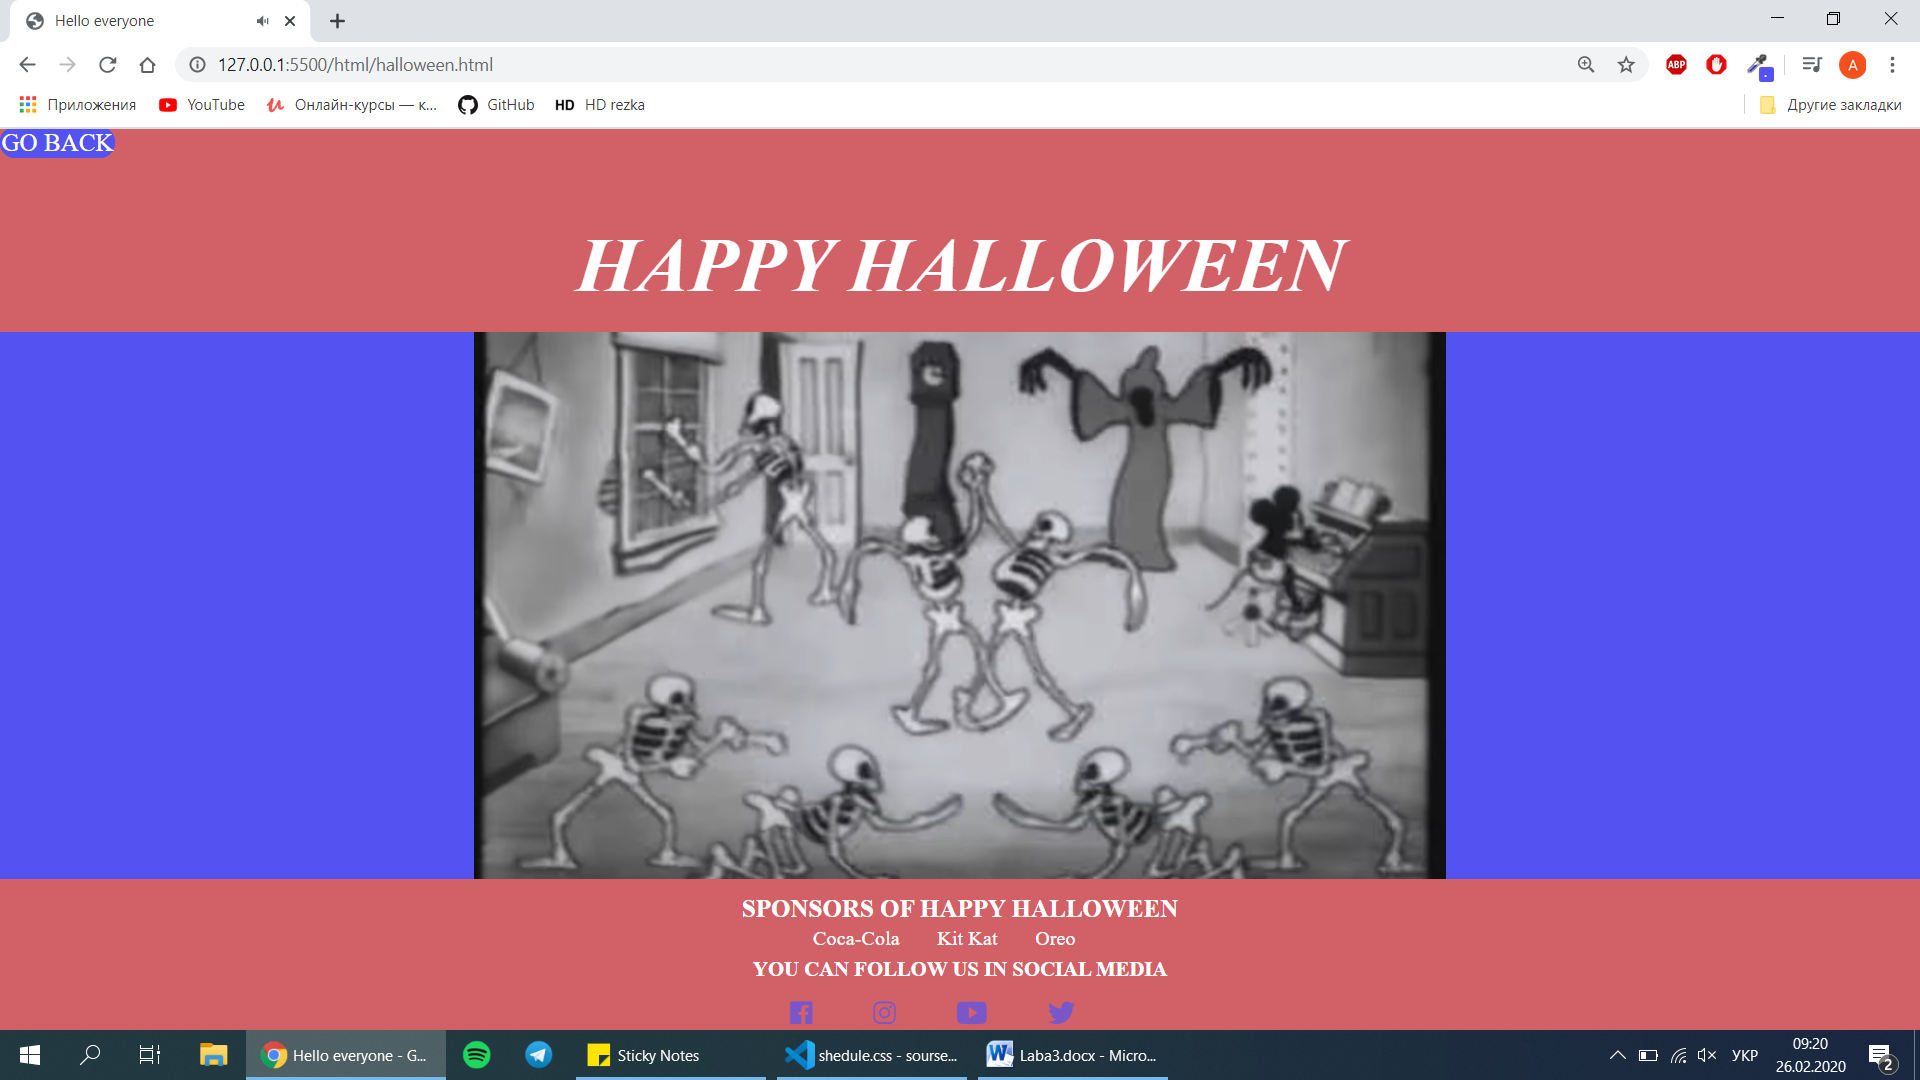 Hello everyone
127.0.0.1:5500/html/halloween.html
ABP
A
Приложения
YouTube
Онлайн-курсы — к...
GitHub
HD HD rezka
Другие закладки
GO BACK
HAPPY HALLOWEEN
SPONSORS OF HAPPY HALLOWEEN
Coca-Cola Kit Kat Oreo
YOU CAN FOLLOW US IN SOCIAL MEDIA
Hello everyone - G...
Sticky Notes
shedule.css - sourse...
Laba3.docx - Micro...
УКР
09:20
26.02.2020
2